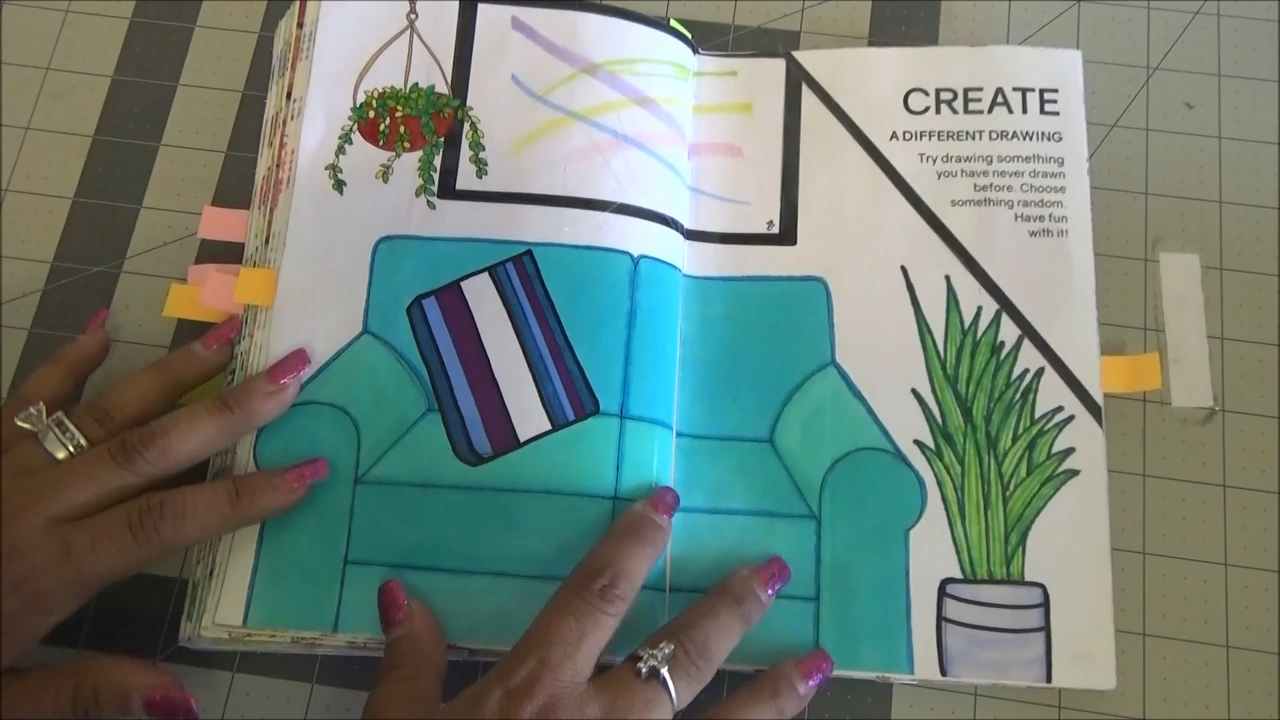 CREATE
A DIFFERENT DRAWING
Try drawing something
you have never drawn
before. Choose
something random.
Have fun
with it!